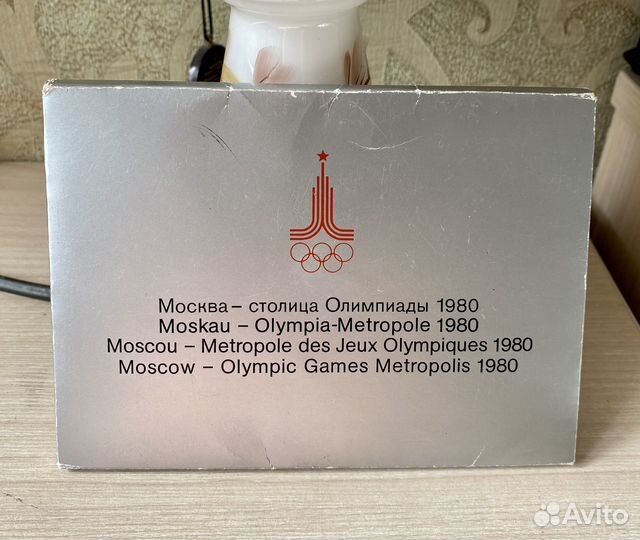 Москва – столица Олимпиады 1980
Moskau – Olympia-Metropole 1980
Moscou – Metropole des Jeux Olympiques 1980
Moscow – Olympic Games Metropolis 1980
Avito